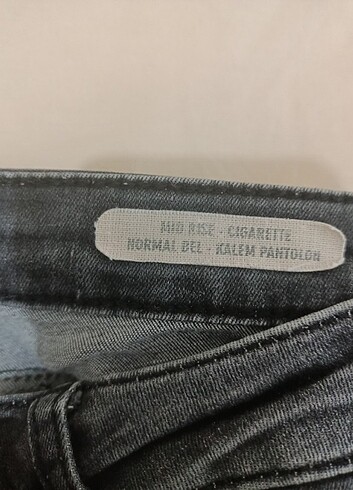 MID RISE - CIGARETTE
NORMAL BEL - KALEM PANTOLON